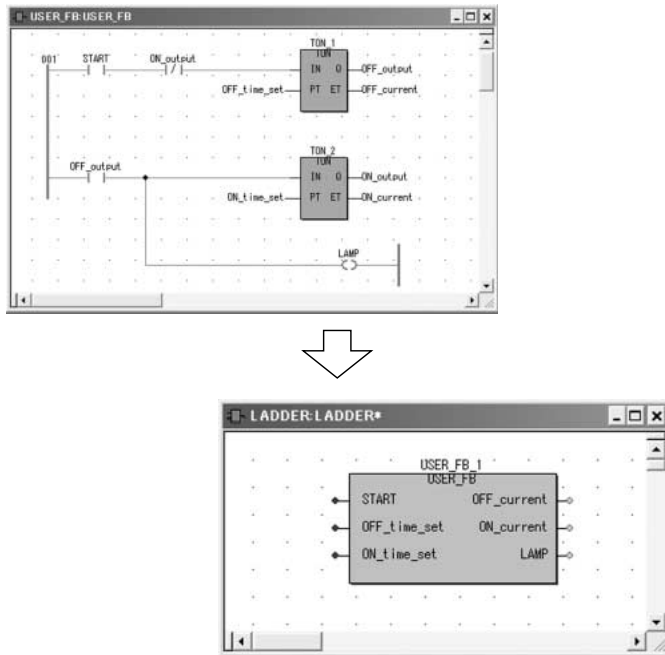 USER_FB:USER_FB
TON_1
TON
001 START ON_output IN Q OFF_output
OFF_time_set PT ET OFF_current
TON_2
TON
OFF_output IN Q ON_output
ON_time_set PT ET ON_current
LAMP
LADDER:LADDER*
USER_FB_1
USER_FB
START OFF_current
OFF_time_set ON_current
ON_time_set LAMP